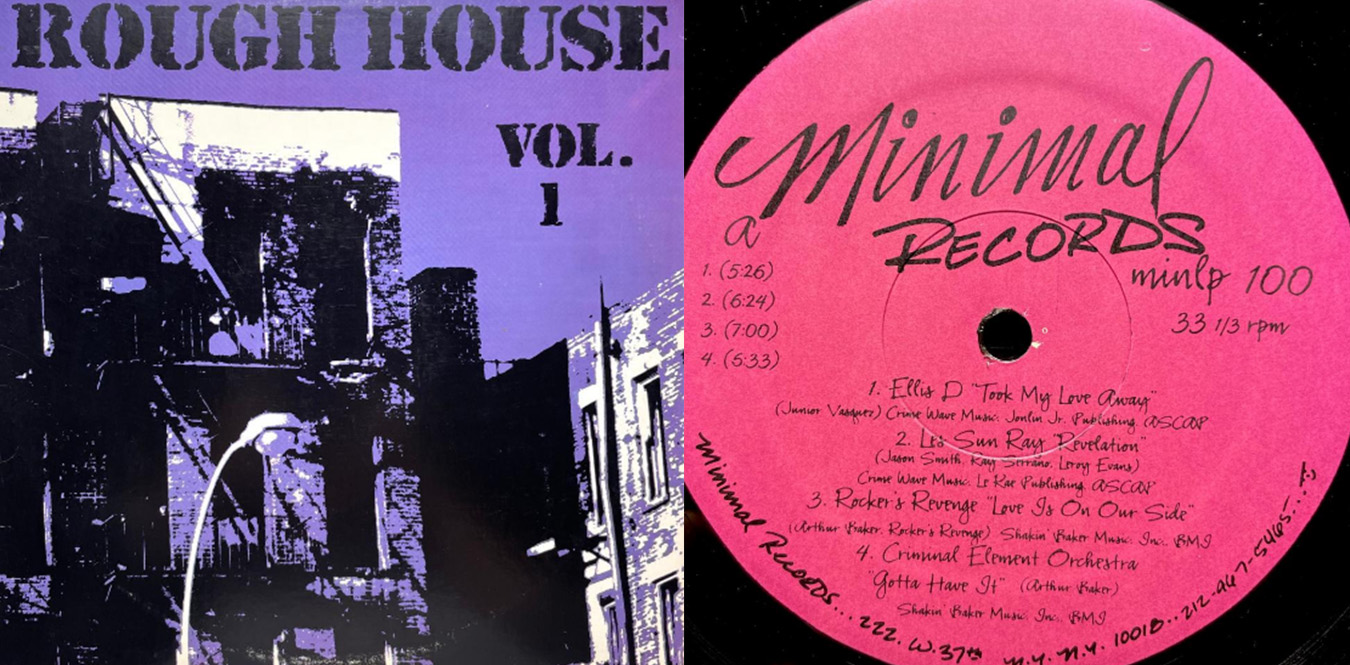 ROUGH HOUSE
VOL.
1
Minimal
RECORDS
a
minlp 100
33 1/3 rpm
1. (5:26)
2. (6:24)
3. (7:00)
4. (5:33)
1. Ellis D "Took My Love Away"
(Junior Vasquez) Crime Wave Music. Jonlin Jr. Publishing. ASCAP
2. Lt. Sun Ray "Revelation"
(Jason Smith. Ray Serrano. Leroy Evans)
Crime Wave Music. Le Rae Publishing. ASCAP
3. Rocker's Revenge "Love Is On Our Side"
(Arthur Baker. Rocker's Revenge) Shakin' Baker Music. Inc.. BMI.
4. Criminal Element Orchestra
"Gotta Have It" (Arthur Baker)
Shakin' Baker Music. Inc.. BMI
Minimal Records... 222. W. 37th N.Y. N.Y. 10018.. 212-947-5465...